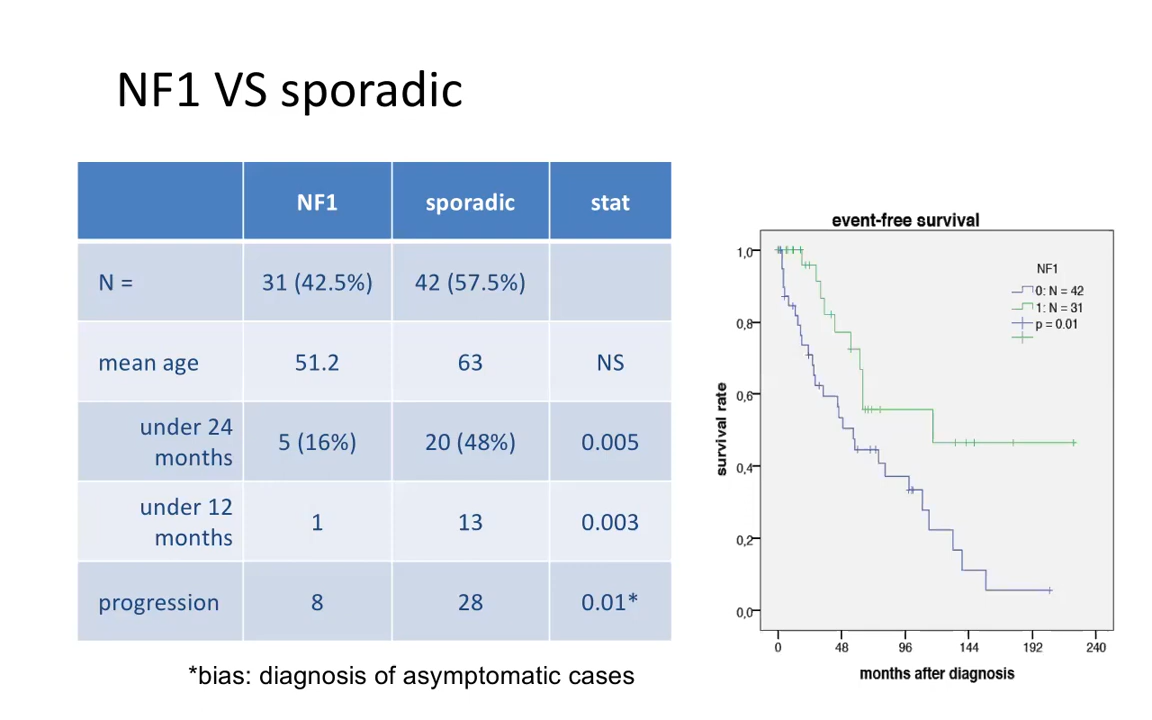 NF1 VS sporadic
NF1 sporadic stat
N = 31 (42.5%) 42 (57.5%)
mean age 51.2 63 NS
under 24
months 5 (16%) 20 (48%) 0.005
under 12
months 1 13 0.003
progression 8 28 0.01*
*bias: diagnosis of asymptomatic cases
event-free survival
NF1
0: N = 42
1: N = 31
p = 0.01
survival rate
1,0
0,8
0,6
0,4
0,2
0,0
0 48 96 144 192 240
months after diagnosis